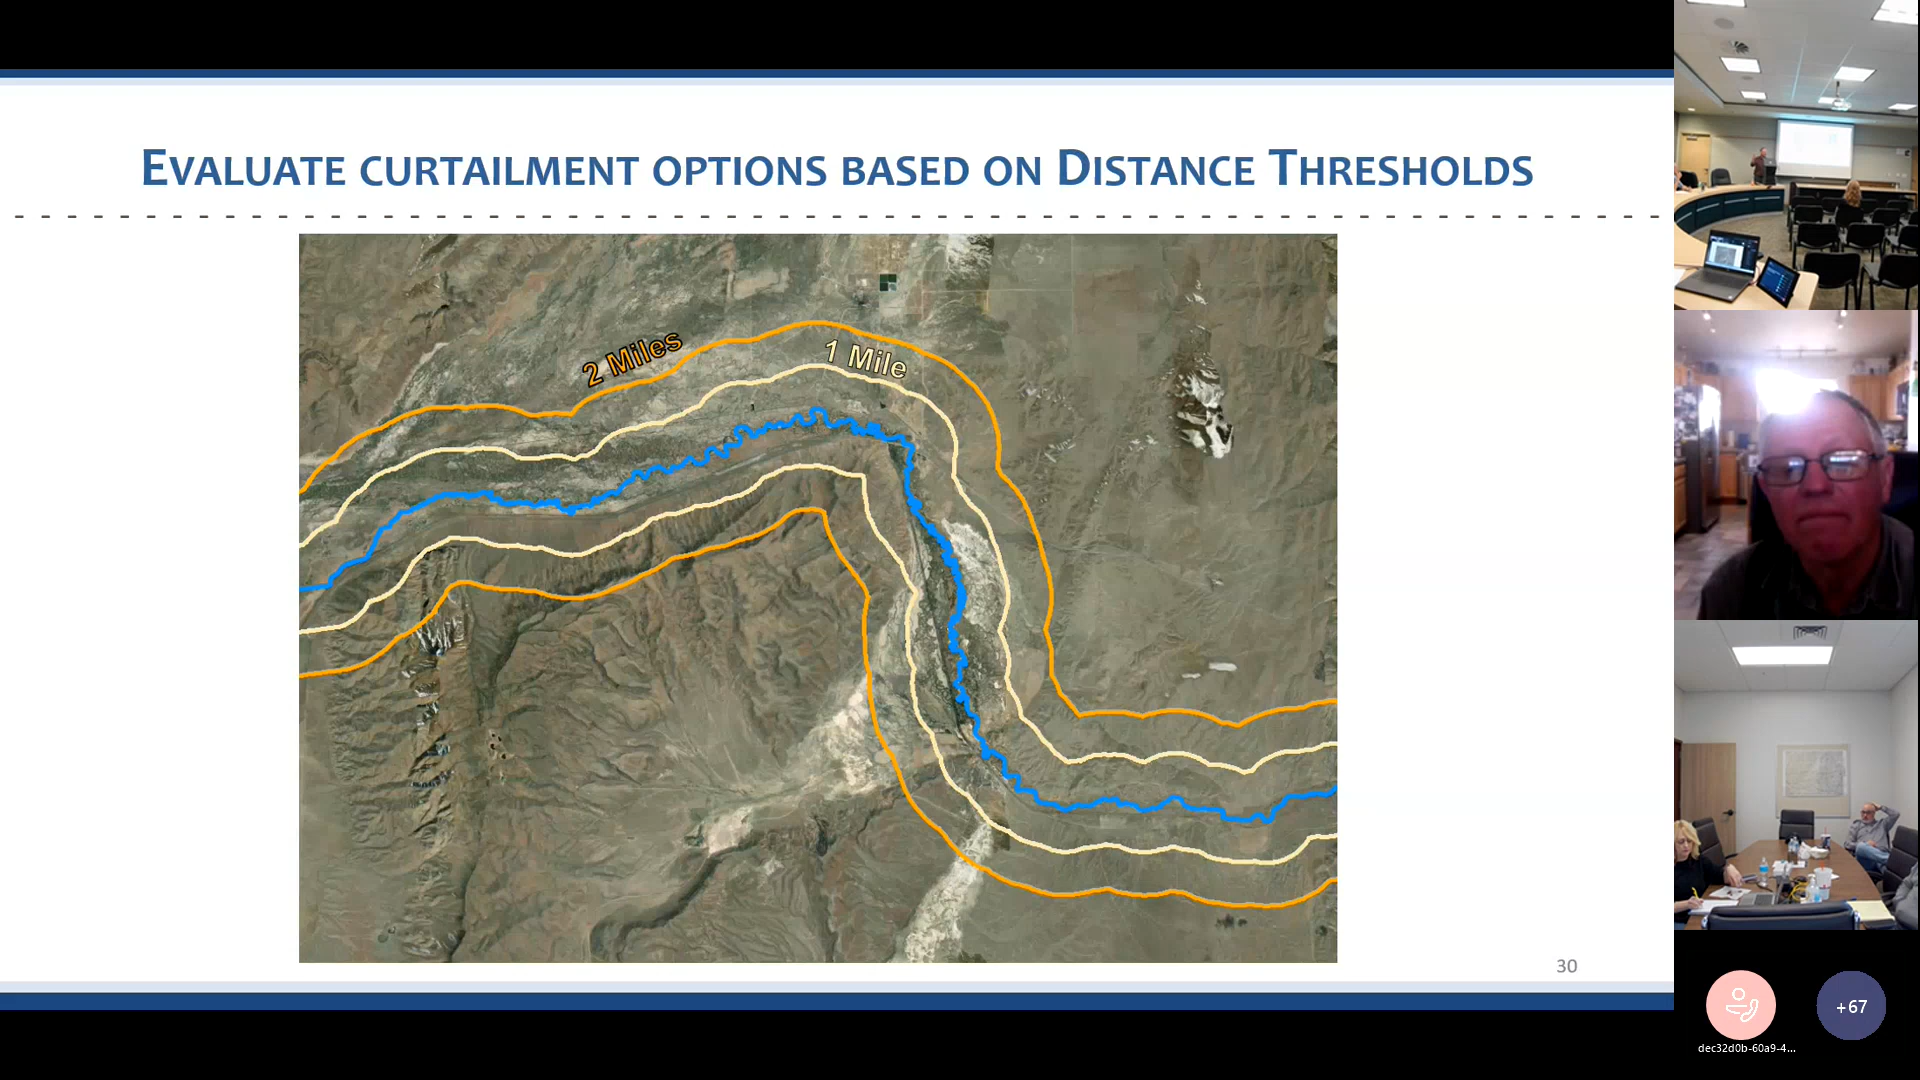 Evaluate curtailment options based on Distance Thresholds
2 Miles
1 Mile
30
+67
dec32d0b-60a9-4...